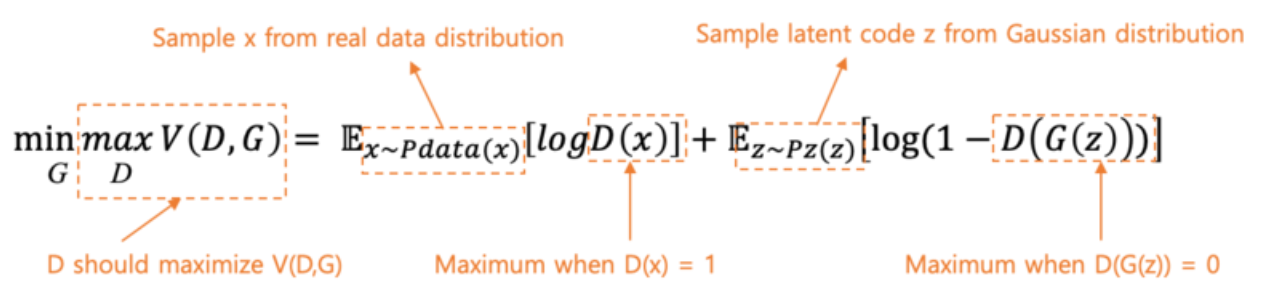 Sample x from real data distribution
Sample latent code z from Gaussian distribution
min max V(D, G) = 𝔼x~Pdata(x)[logD(x)] + 𝔼z~Pz(z)[log(1 − D(G(z)))]
G D
D should maximize V(D,G)
Maximum when D(x) = 1
Maximum when D(G(z)) = 0